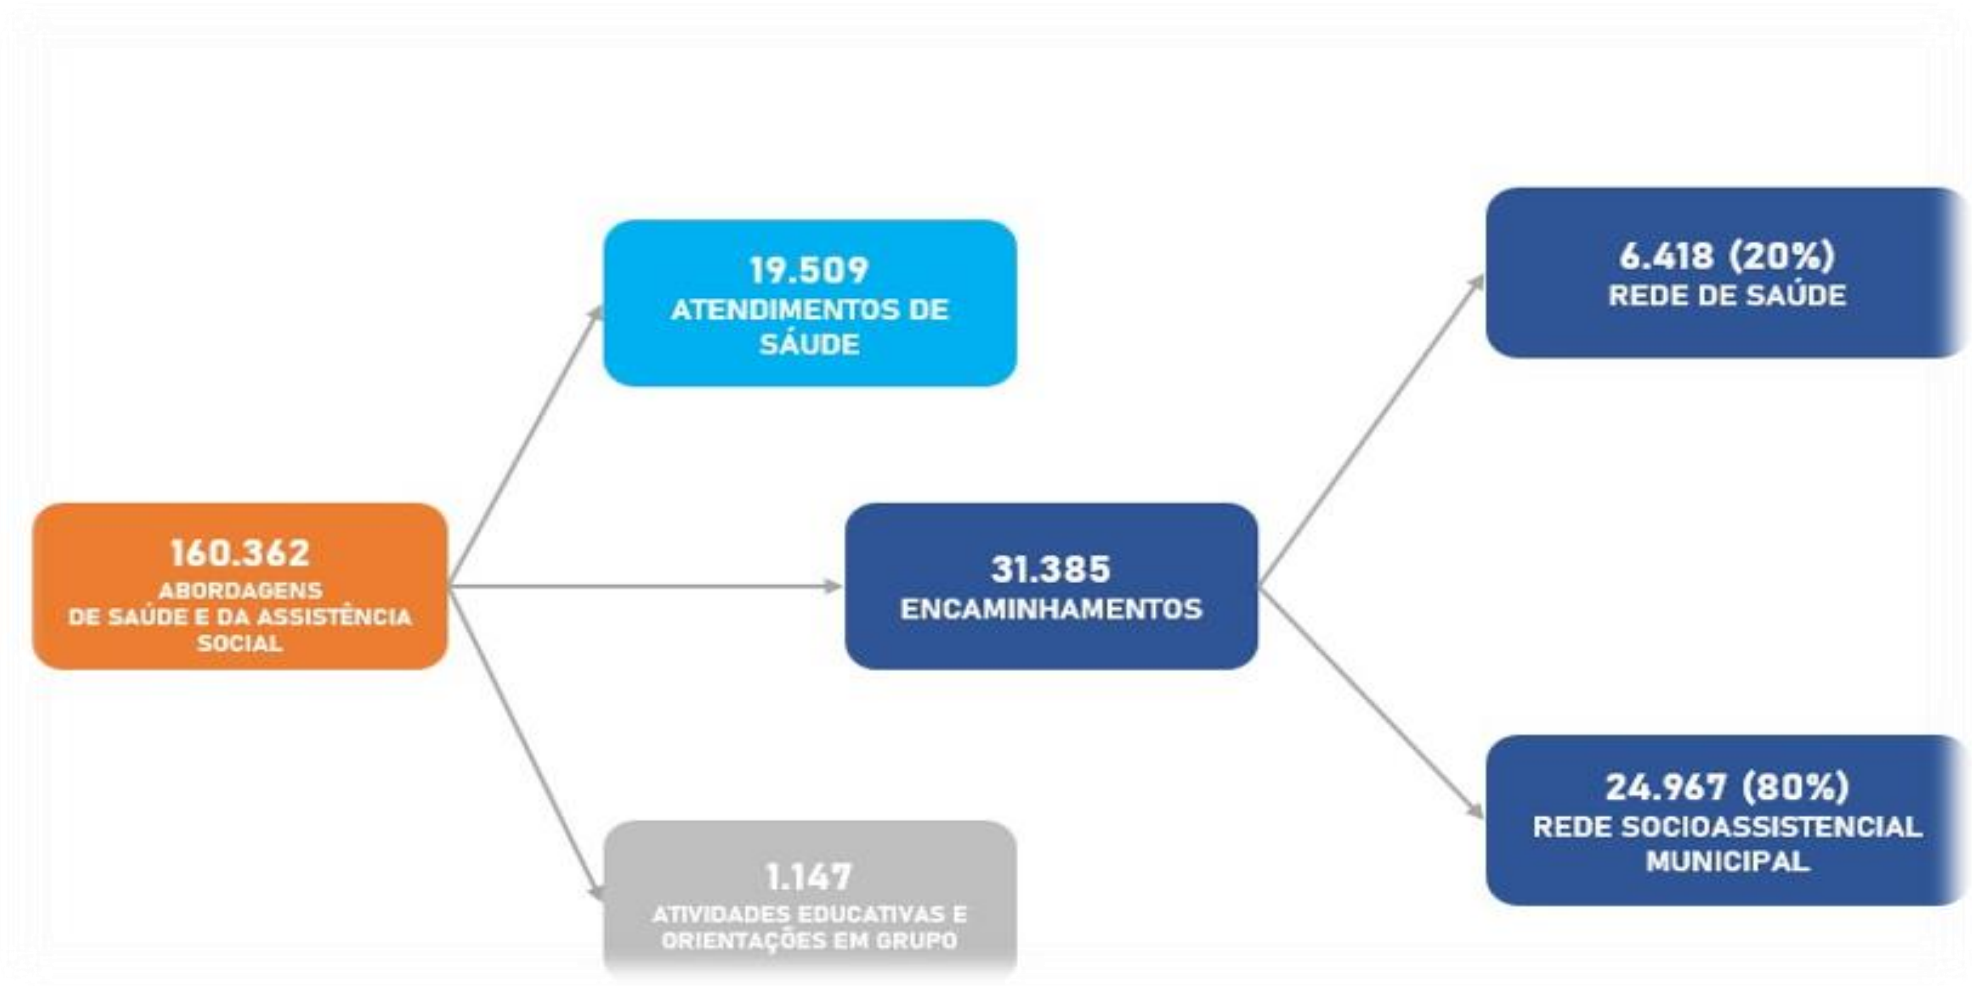 19.509
ATENDIMENTOS DE
SÁUDE
6.418 (20%)
REDE DE SAÚDE
160.362
ABORDAGENS
DE SAÚDE E DA ASSISTÊNCIA
SOCIAL
31.385
ENCAMINHAMENTOS
24.967 (80%)
REDE SOCIOASSISTENCIAL
MUNICIPAL
1.147
ATIVIDADES EDUCATIVAS E
ORIENTAÇÕES EM GRUPO